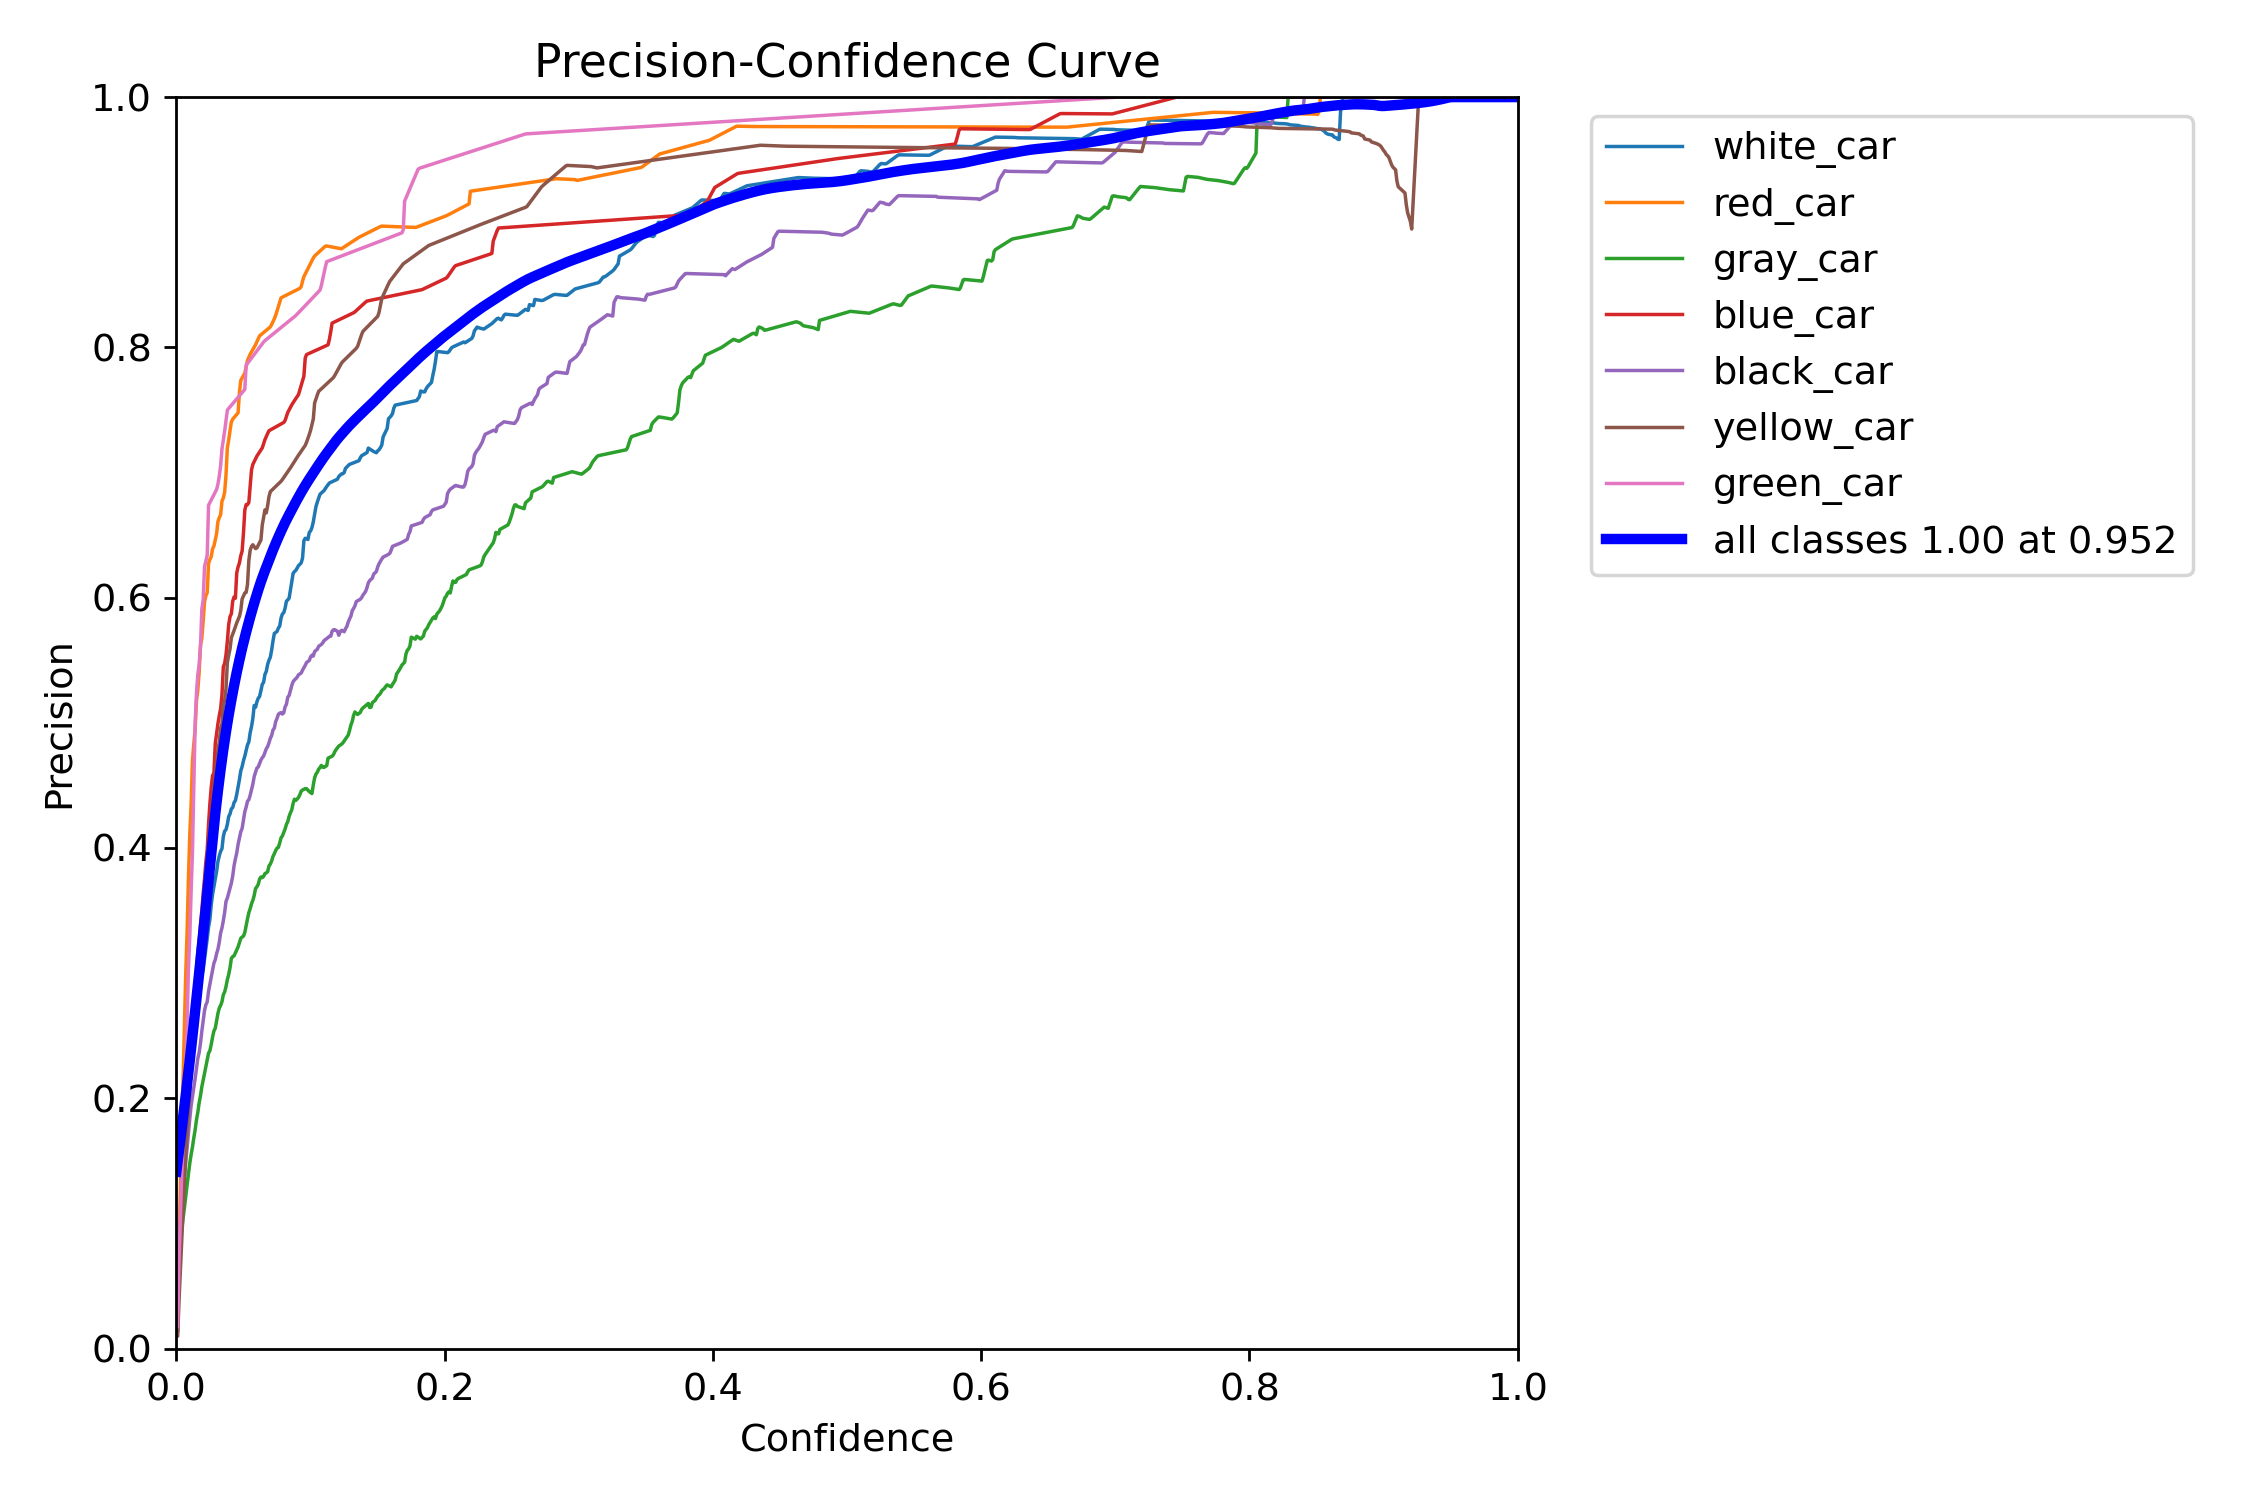 Precision-Confidence Curve
1.0
0.8
0.6
0.4
0.2
0.0
Precision
0.0 0.2 0.4 0.6 0.8 1.0
Confidence
white_car
red_car
gray_car
blue_car
black_car
yellow_car
green_car
all classes 1.00 at 0.952